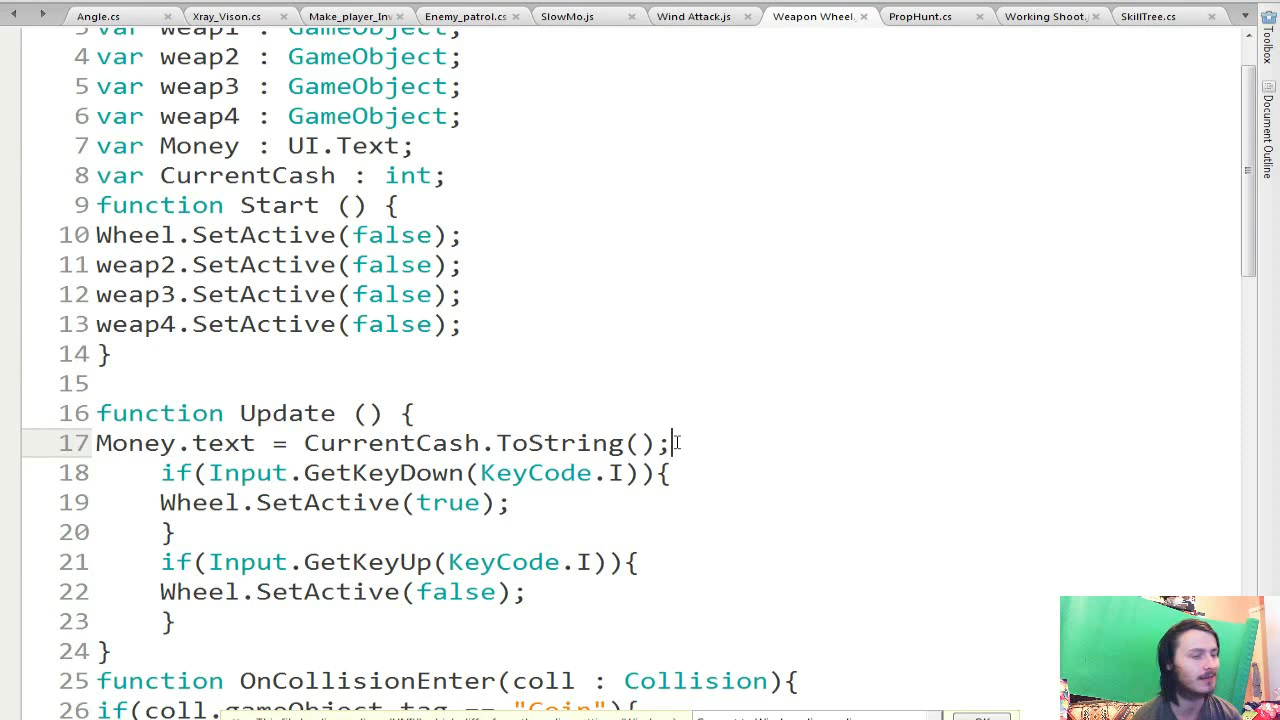 Angle.cs
Xray_Vison.cs
Make_player_Inv
Enemy_patrol.cs
SlowMo.js
Wind Attack.js
Weapon Wheel.
PropHunt.cs
Working Shoot.
SkillTree.cs
Toolbox
Document Outline
3 var weap1 : GameObject;
4 var weap2 : GameObject;
5 var weap3 : GameObject;
6 var weap4 : GameObject;
7 var Money : UI.Text;
8 var CurrentCash : int;
9 function Start () {
10 Wheel.SetActive(false);
11 weap2.SetActive(false);
12 weap3.SetActive(false);
13 weap4.SetActive(false);
14 }
15
16 function Update () {
17 Money.text = CurrentCash.ToString();
18 if(Input.GetKeyDown(KeyCode.I)){
19 Wheel.SetActive(true);
20 }
21 if(Input.GetKeyUp(KeyCode.I)){
22 Wheel.SetActive(false);
23 }
24 }
25 function OnCollisionEnter(coll : Collision){
26 if(coll.gameObject.tag == "Coin"){